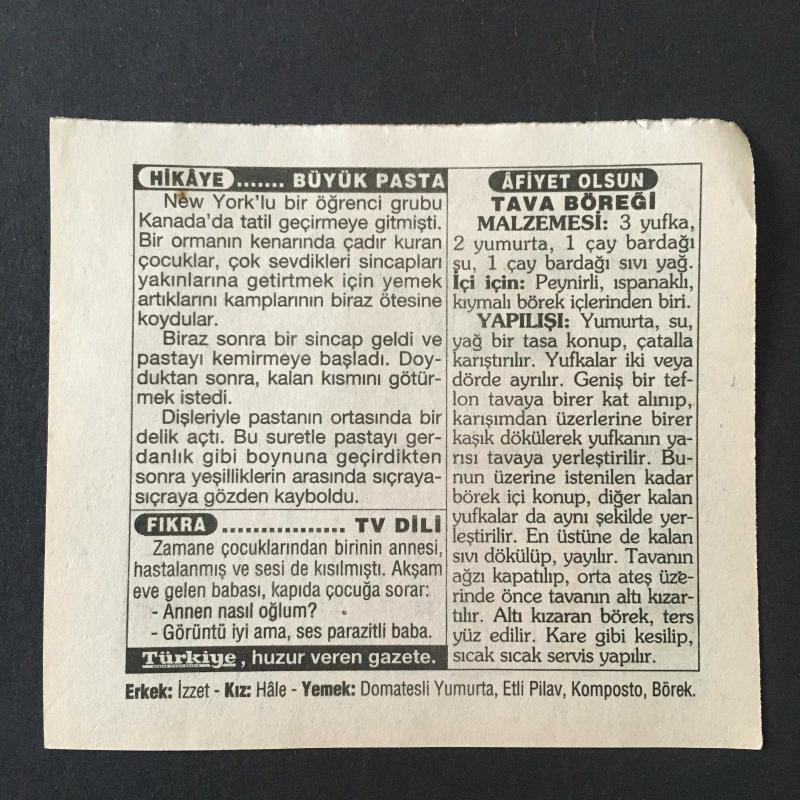 HİKÂYE....... BÜYÜK PASTA
New York'lu bir öğrenci grubu
Kanada'da tatil geçirmeye gitmişti.
Bir ormanın kenarında çadır kuran
çocuklar, çok sevdikleri sincapları
yakınlarına getirtmek için yemek
artıklarını kamplarının biraz ötesine
koydular.
Biraz sonra bir sincap geldi ve
pastayı kemirmeye başladı. Doy-
duktan sonra, kalan kısmını götür-
mek istedi.
Dişleriyle pastanın ortasında bir
delik açtı. Bu suretle pastayı ger-
danlık gibi boynuna geçirdikten
sonra yeşilliklerin arasında sıçraya-
sıçraya gözden kayboldu.
FIKRA ................ TV DİLİ
Zamane çocuklarından birinin annesi,
hastalanmış ve sesi de kısılmıştı. Akşam
eve gelen babası, kapıda çocuğa sorar:
- Annen nasıl oğlum?
- Görüntü iyi ama, ses parazitli baba.
Türkiye, huzur veren gazete.
ÂFİYET OLSUN
TAVA BÖREĞİ
MALZEMESİ: 3 yufka,
2 yumurta, 1 çay bardağı
su, 1 çay bardağı sıvı yağ.
İçi için: Peynirli, ıspanaklı,
kıymalı börek içlerinden biri.
YAPILIŞI: Yumurta, su,
yağ bir tasa konup, çatalla
karıştırılır. Yufkalar iki veya
dörde ayrılır. Geniş bir tef-
lon tavaya birer kat alınıp,
karışımdan üzerlerine birer
kaşık dökülerek yufkanın ya-
rısı tavaya yerleştirilir. Bu-
nun üzerine istenilen kadar
börek içi konup, diğer kalan
yufkalar da aynı şekilde yer-
leştirilir. En üstüne de kalan
sıvı dökülüp, yayılır. Tavanın
ağzı kapatılıp, orta ateş üze-
rinde önce tavanın altı kızar-
tılır. Altı kızaran börek, ters
yüz edilir. Kare gibi kesilip,
sıcak sıcak servis yapılır.
Erkek: İzzet - Kız: Hâle - Yemek: Domatesli Yumurta, Etli Pilav, Komposto, Börek.